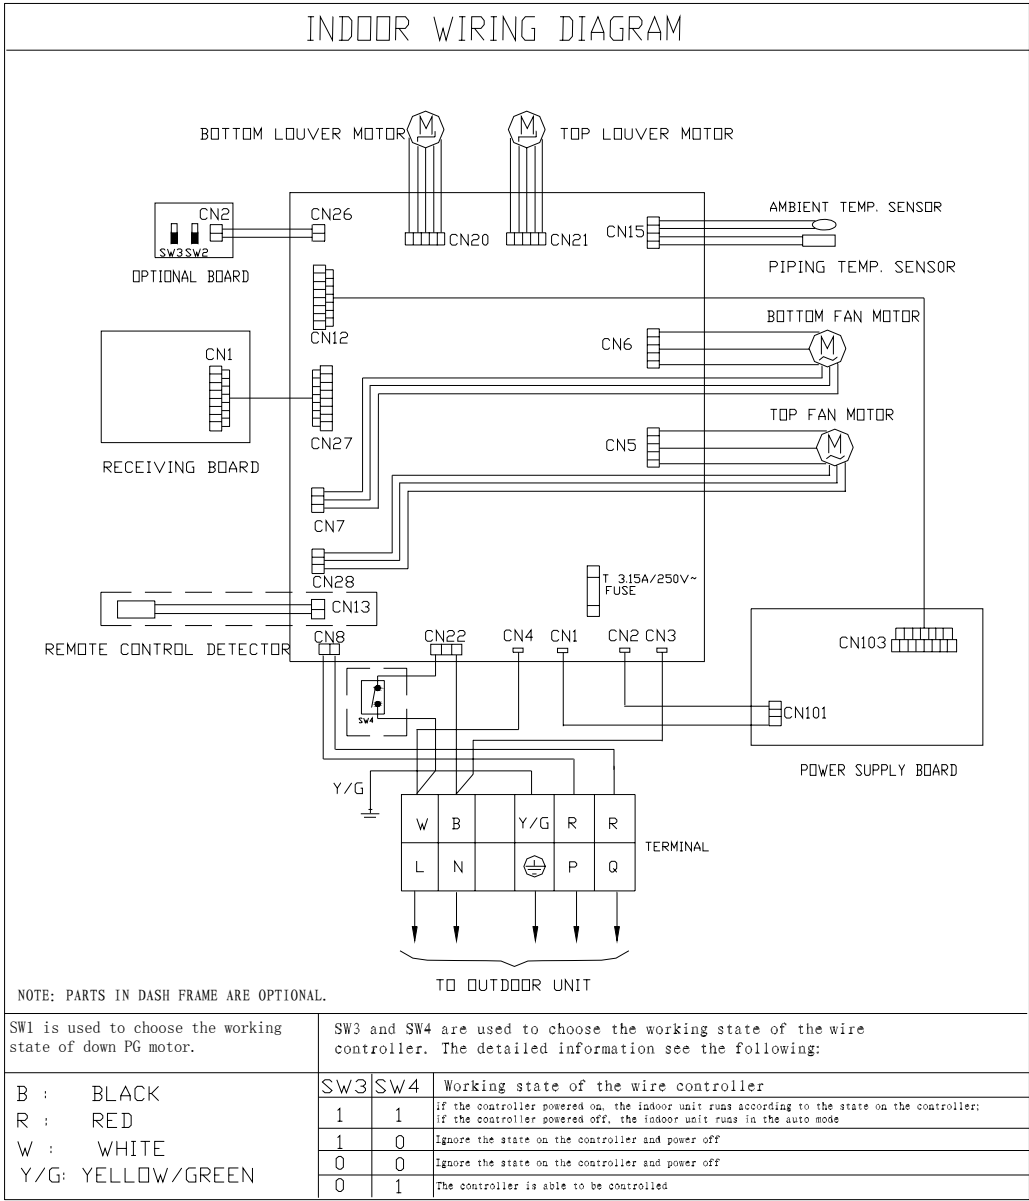 INDOOR WIRING DIAGRAM
BOTTOM LOUVER MOTOR
M
M
TOP LOUVER MOTOR
CN2
SW3 SW2
OPTIONAL BOARD
CN26
CN20
CN21
CN15
AMBIENT TEMP. SENSOR
PIPING TEMP. SENSOR
CN12
BOTTOM FAN MOTOR
CN6
M
CN1
RECEIVING BOARD
CN27
TOP FAN MOTOR
CN5
M
CN7
CN28
T 3.15A/250V~
FUSE
CN13
REMOTE CONTROL DETECTOR
CN8
CN22
CN4
CN1
CN2 CN3
CN103
CN101
POWER SUPPLY BOARD
SW4
Y/G
W B Y/G R R
L N P Q
TERMINAL
TO OUTDOOR UNIT
NOTE: PARTS IN DASH FRAME ARE OPTIONAL.
SW1 is used to choose the working
state of down PG motor.
SW3 and SW4 are used to choose the working state of the wire
controller. The detailed information see the following:
B : BLACK
R : RED
W : WHITE
Y/G: YELLOW/GREEN
SW3 SW4 Working state of the wire controller
1 1 if the controller powered on, the indoor unit runs according to the state on the controller;
if the controller powered off, the indoor unit runs in the auto mode
1 0 Ignore the state on the controller and power off
0 0 Ignore the state on the controller and power off
0 1 The controller is able to be controlled